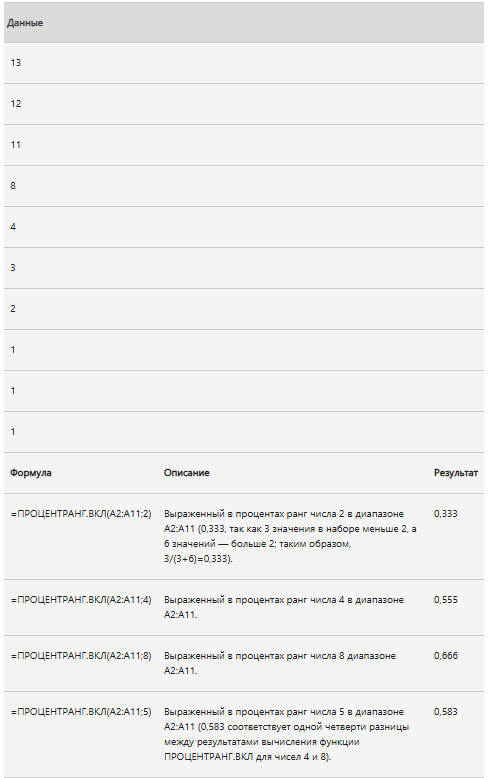 Данные
13
12
11
8
4
3
2
1
1
1
Формула Описание Результат
=ПРОЦЕНТРАНГ.ВКЛ(A2:A11;2) Выраженный в процентах ранг числа 2 в диапазоне 0,333
A2:A11 (0,333, так как 3 значения в наборе меньше 2, а
6 значений — больше 2; таким образом,
3/(3+6)=0,333).
=ПРОЦЕНТРАНГ.ВКЛ(A2:A11;4) Выраженный в процентах ранг числа 4 в диапазоне 0,555
A2:A11.
=ПРОЦЕНТРАНГ.ВКЛ(A2:A11;8) Выраженный в процентах ранг числа 8 диапазоне 0,666
A2:A11.
=ПРОЦЕНТРАНГ.ВКЛ(A2:A11;5) Выраженный в процентах ранг числа 5 в диапазоне 0,583
A2:A11 (0,583 соответствует одной четверти разницы
между результатами вычисления функции
ПРОЦЕНТРАНГ.ВКЛ для чисел 4 и 8).